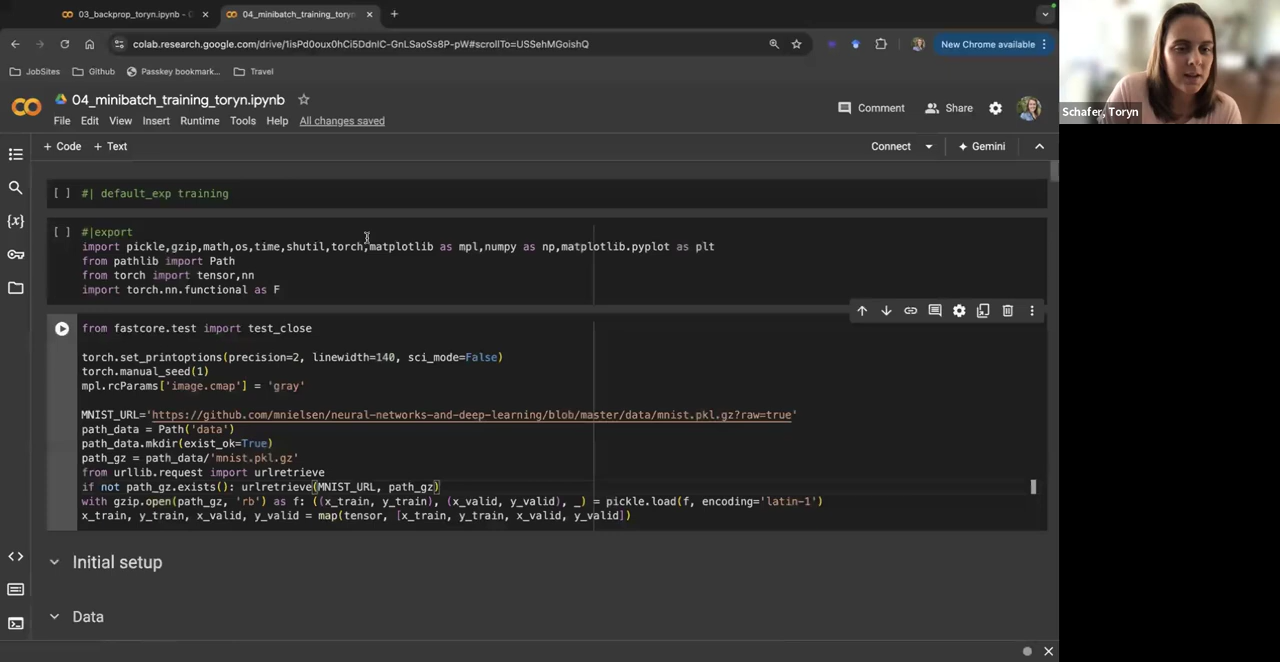 03_backprop_toryn.ipynb - 
04_minibatch_training_toryn
colab.research.google.com/drive/1isPd0oux0hCi5DdnlC-GnLSaoSs8P-pW#scrollTo=USSehMGoishQ
New Chrome available
JobSites Github Passkey bookmark... Travel
04_minibatch_training_toryn.ipynb
Comment Share
Schafer, Toryn
File Edit View Insert Runtime Tools Help All changes saved
+ Code + Text
Connect Gemini
[ ] #| default_exp training
[ ] #|export
import pickle,gzip,math,os,time,shutil,torch,matplotlib as mpl,numpy as np,matplotlib.pyplot as plt
from pathlib import Path
from torch import tensor,nn
import torch.nn.functional as F
from fastcore.test import test_close
torch.set_printoptions(precision=2, linewidth=140, sci_mode=False)
torch.manual_seed(1)
mpl.rcParams['image.cmap'] = 'gray'
MNIST_URL='https://github.com/mnielsen/neural-networks-and-deep-learning/blob/master/data/mnist.pkl.gz?raw=true'
path_data = Path('data')
path_data.mkdir(exist_ok=True)
path_gz = path_data/'mnist.pkl.gz'
from urllib.request import urlretrieve
if not path_gz.exists(): urlretrieve(MNIST_URL, path_gz)
with gzip.open(path_gz, 'rb') as f: ((x_train, y_train), (x_valid, y_valid), _) = pickle.load(f, encoding='latin-1')
x_train, y_train, x_valid, y_valid = map(tensor, [x_train, y_train, x_valid, y_valid])
Initial setup
Data